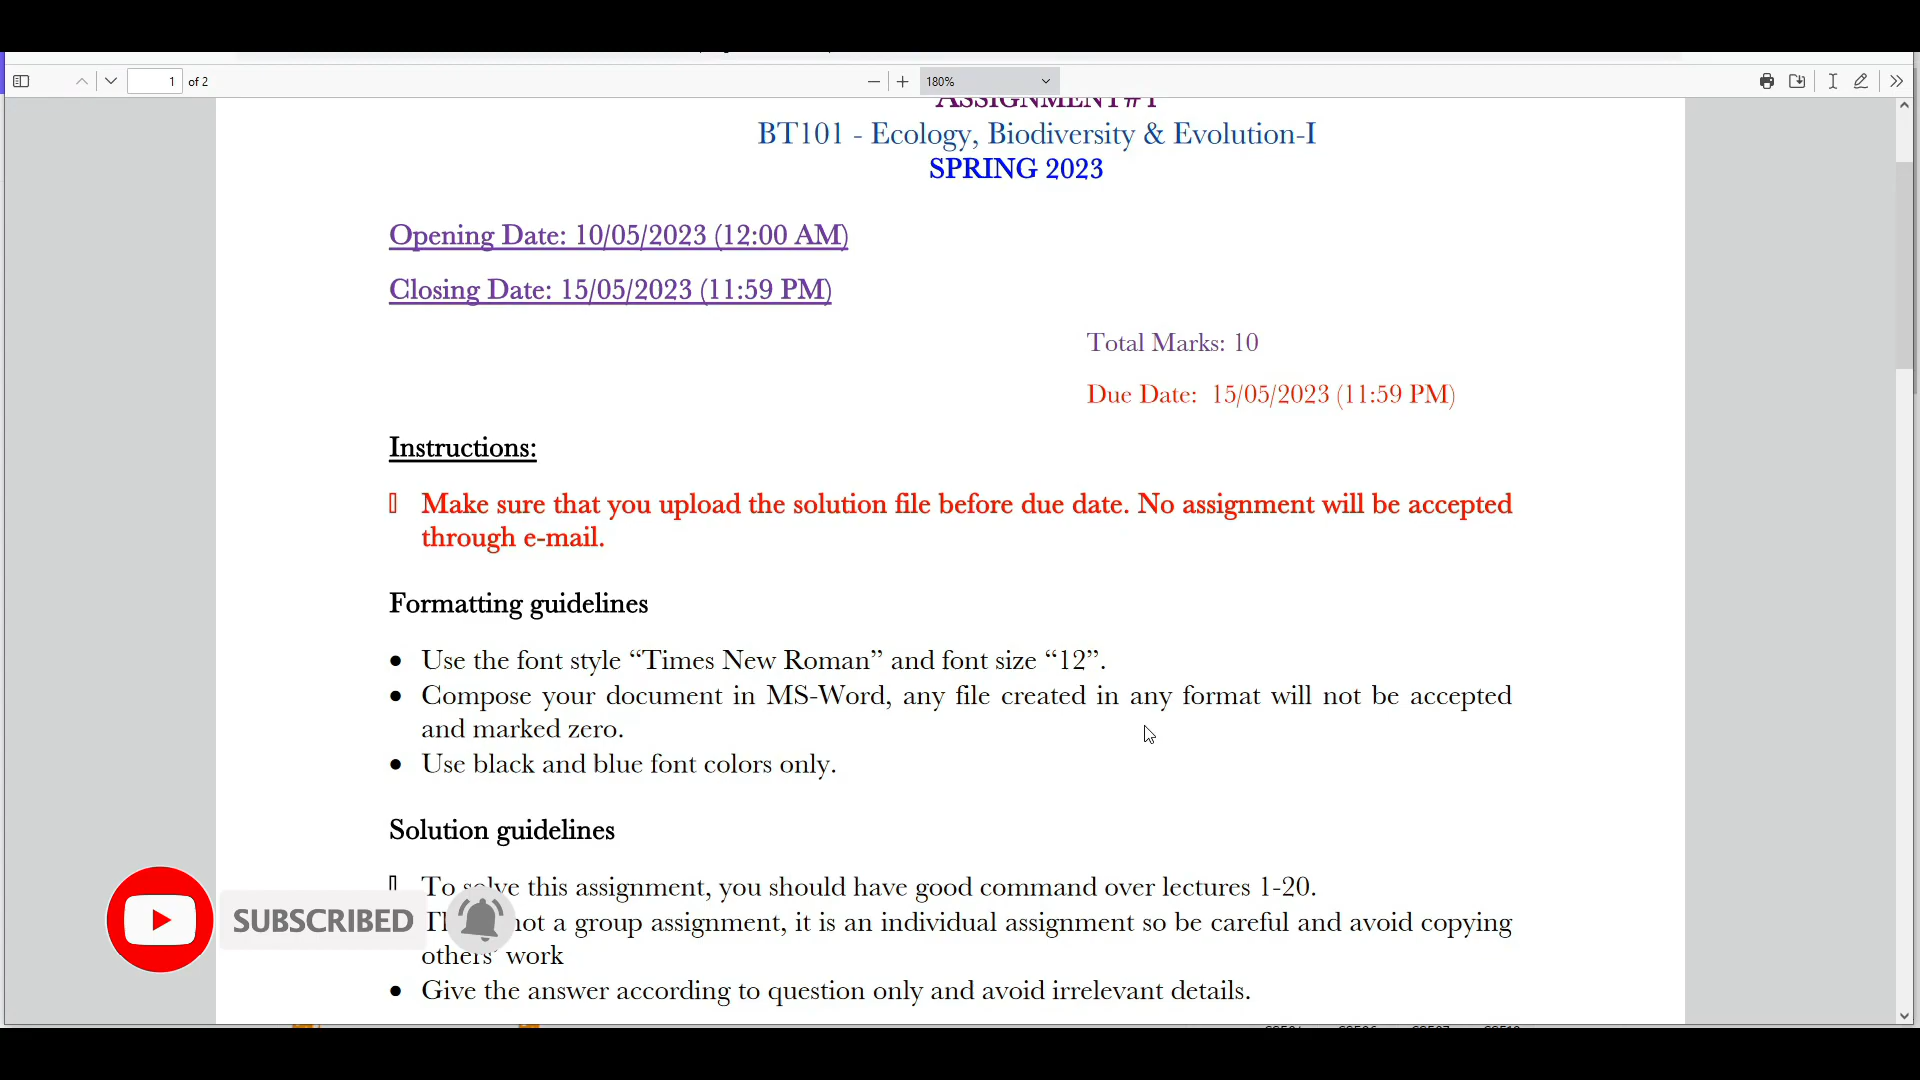 1 of 2
180%
ASSIGNMENT#1
BT101 - Ecology, Biodiversity & Evolution-I
SPRING 2023
Opening Date: 10/05/2023 (12:00 AM)
Closing Date: 15/05/2023 (11:59 PM)
Total Marks: 10
Due Date: 15/05/2023 (11:59 PM)
Instructions:
Make sure that you upload the solution file before due date. No assignment will be accepted
through e-mail.
Formatting guidelines
• Use the font style “Times New Roman” and font size “12”.
• Compose your document in MS-Word, any file created in any format will not be accepted
and marked zero.
• Use black and blue font colors only.
Solution guidelines
To solve this assignment, you should have good command over lectures 1-20.
not a group assignment, it is an individual assignment so be careful and avoid copying
others’ work
• Give the answer according to question only and avoid irrelevant details.
SUBSCRIBED